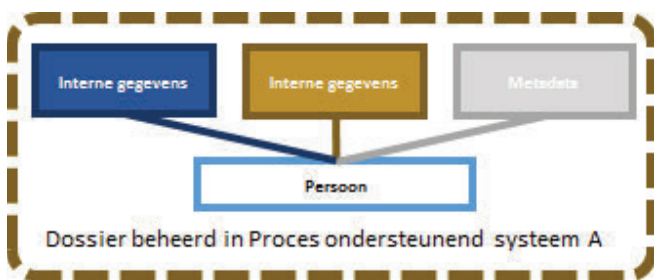 Interne gegevens
Interne gegevens
Metadata
Persoon
Dossier beheerd in Proces ondersteunend systeem A